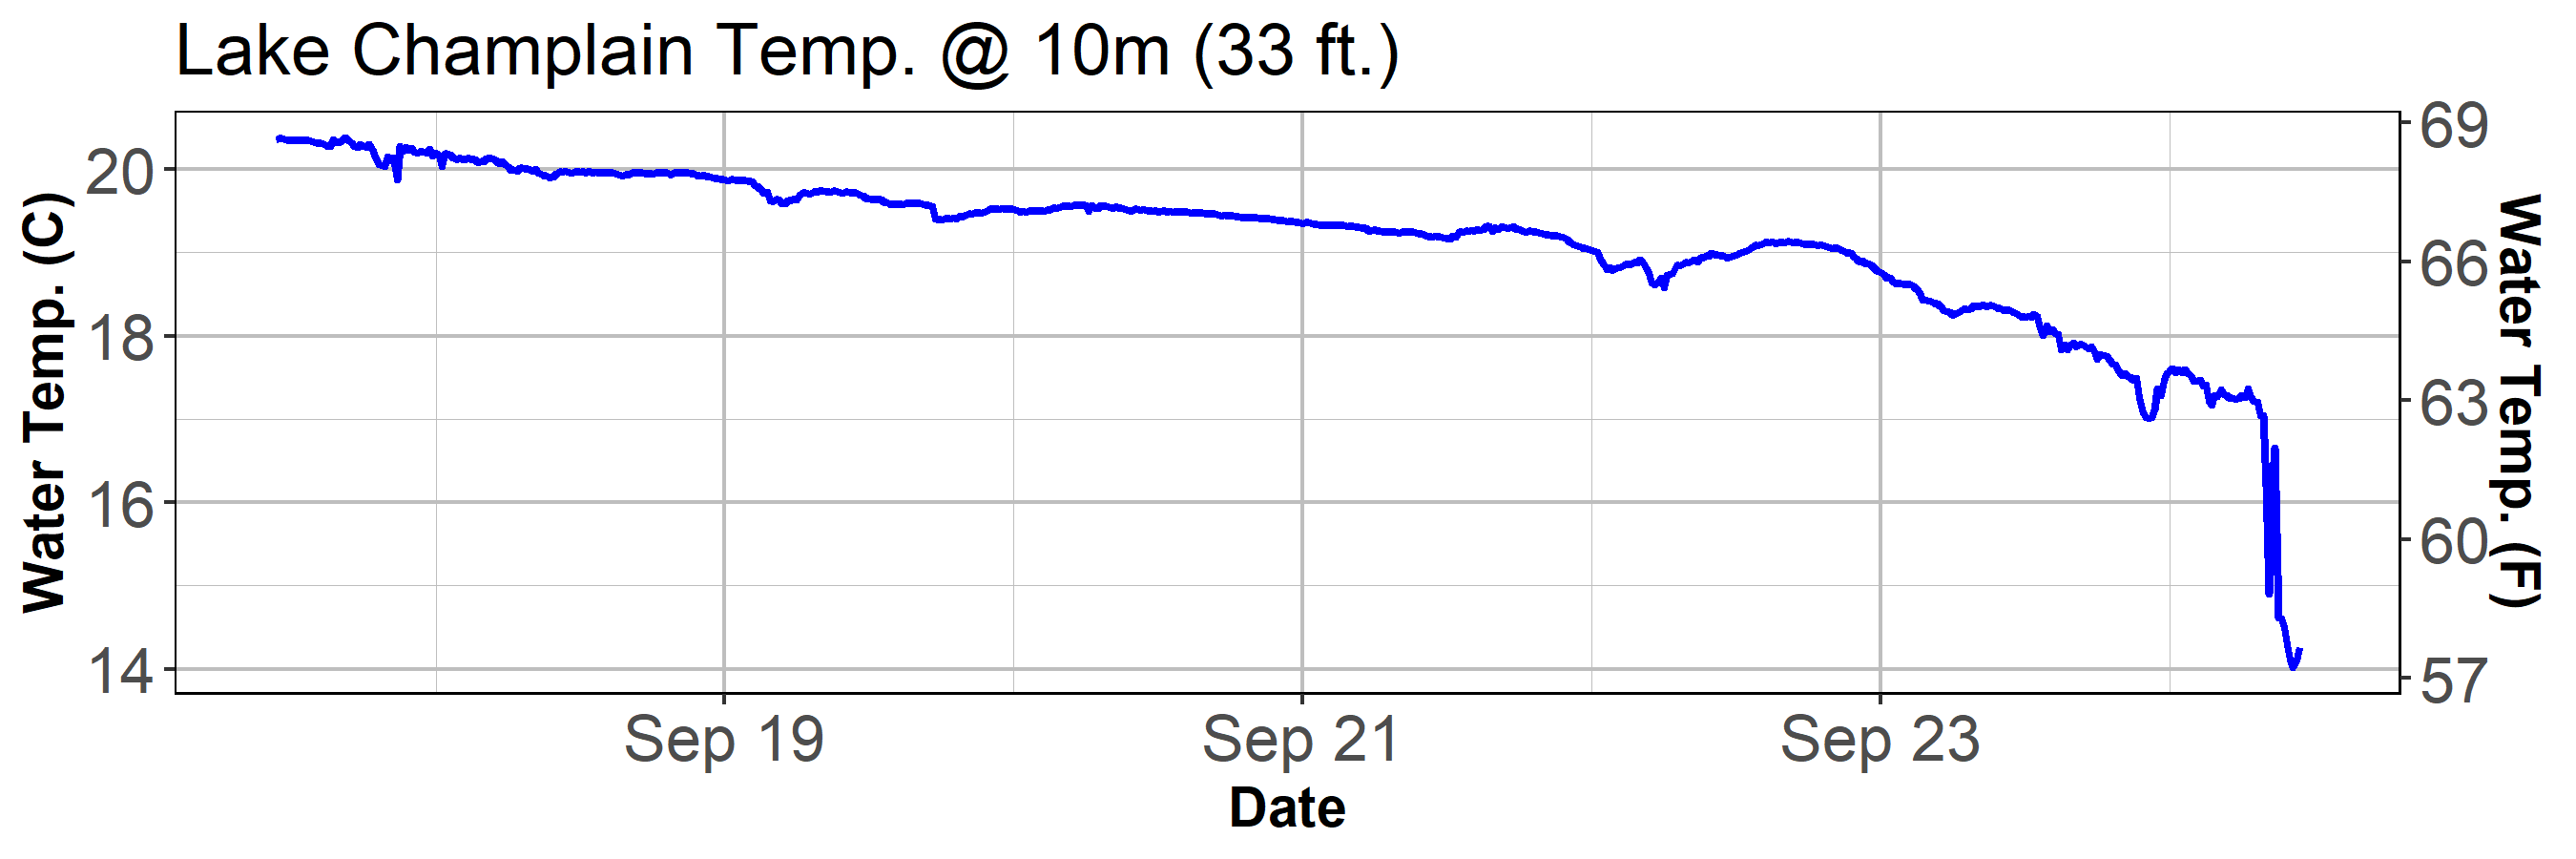 Lake Champlain Temp. @ 10m (33 ft.)
Water Temp. (C)
20
18
16
14
69
66
63
60
57
Water Temp. (F)
Sep 19
Sep 21
Sep 23
Date